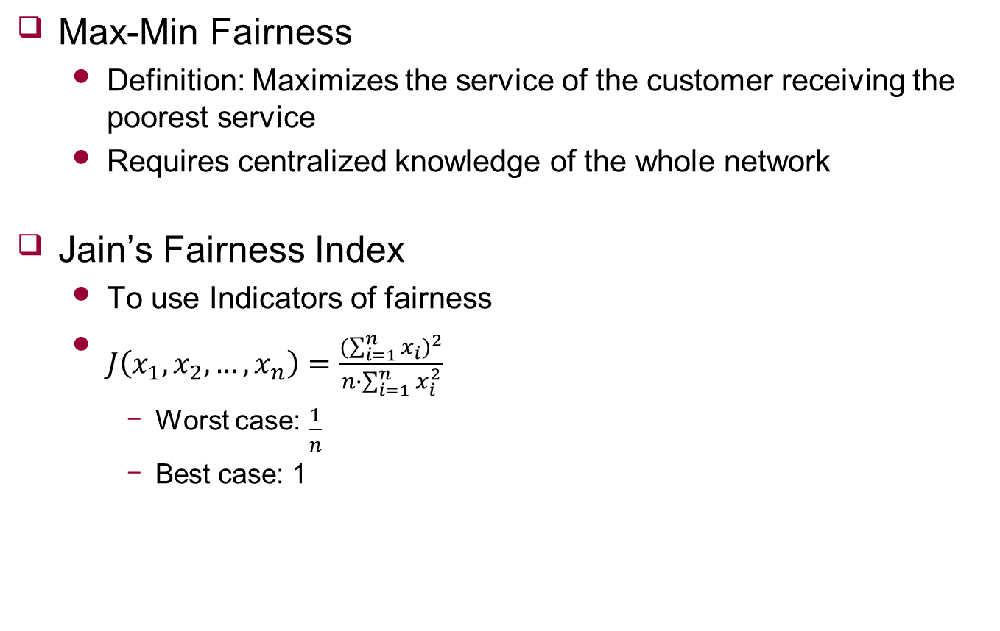 ❑ Max-Min Fairness
● Definition: Maximizes the service of the customer receiving the
poorest service
● Requires centralized knowledge of the whole network
❑ Jain’s Fairness Index
● To use Indicators of fairness
● $J(x_1, x_2, \ldots, x_n) = \frac{(\sum_{i=1}^{n} x_i)^2}{n \cdot \sum_{i=1}^{n} x_i^2}$
– Worst case: $\frac{1}{n}$
– Best case: 1